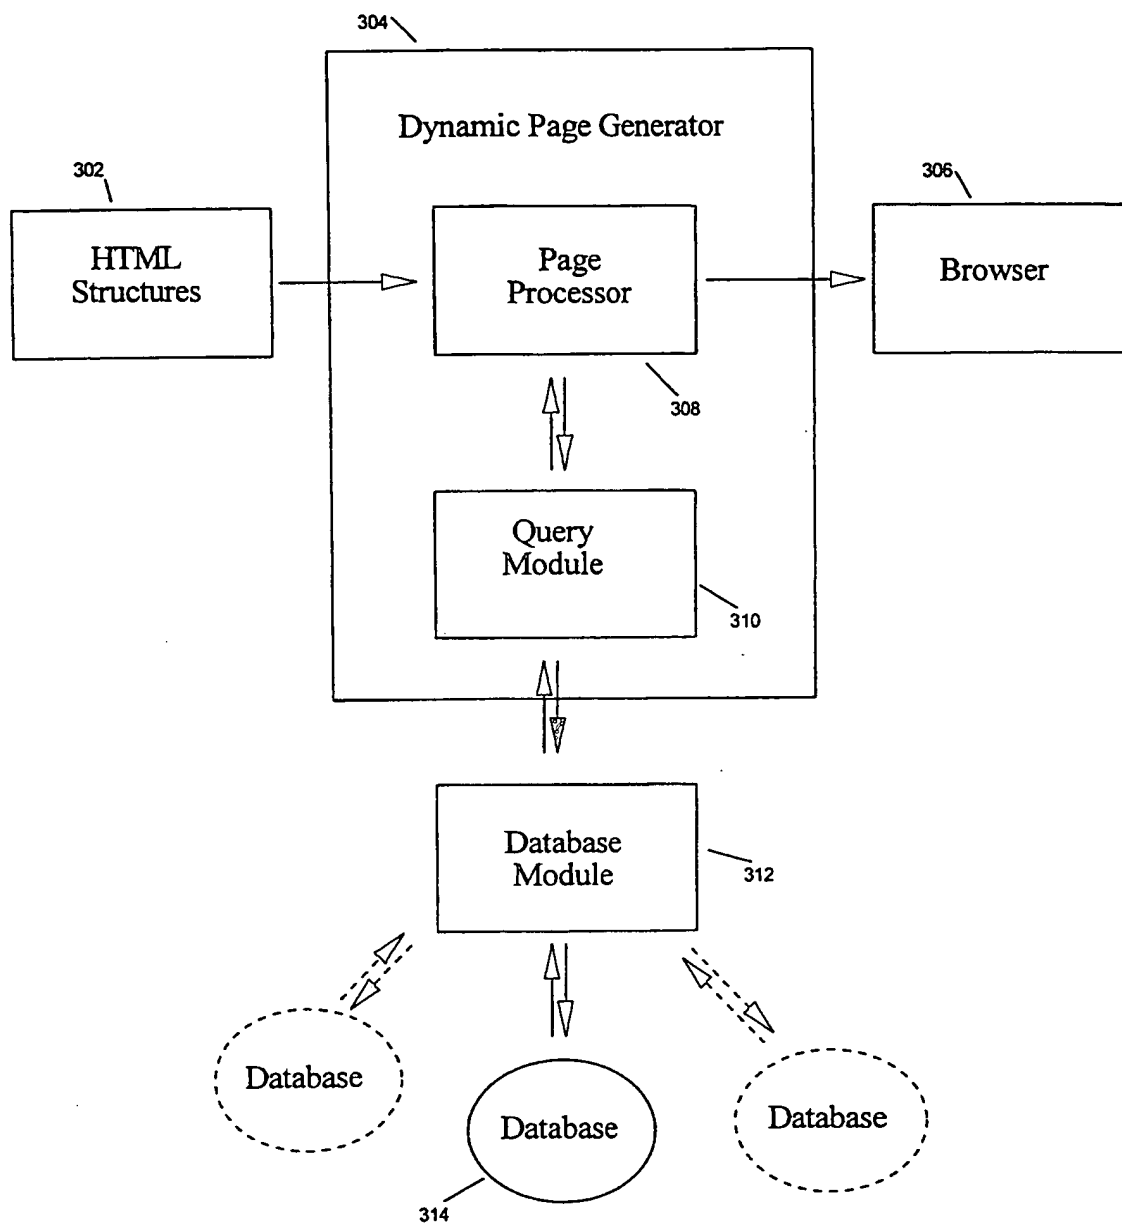 304
Dynamic Page Generator
302
306
HTML
Structures
Page
Processor
Browser
308
Query
Module
310
Database
Module
312
Database
Database
Database
314